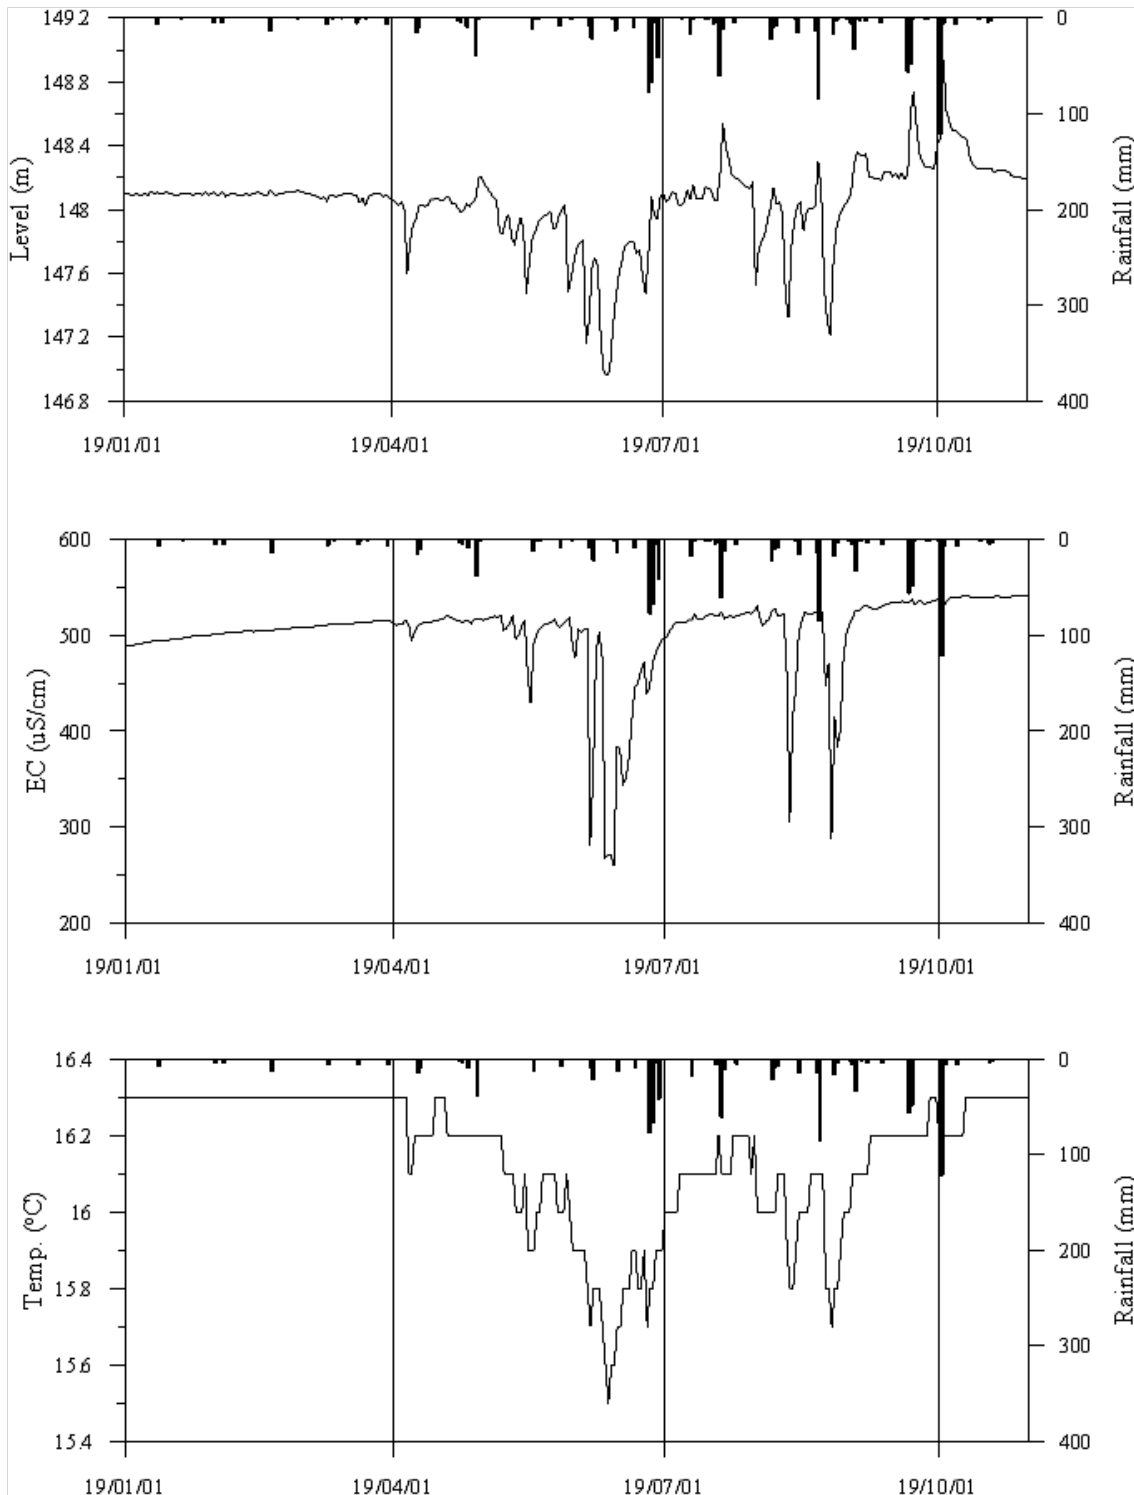 149.2 0
148.8
100
148.4
148 200
147.6
300
147.2
146.8 400
Level (m)
Rainfall (mm)
19/01/01 19/04/01 19/07/01 19/10/01
600 0
500 100
400 200
300 300
200 400
EC (uS/cm)
Rainfall (mm)
19/01/01 19/04/01 19/07/01 19/10/01
16.4 0
16.2
100
16
200
15.8
15.6 300
15.4 400
Temp. (ºC)
Rainfall (mm)
19/01/01 19/04/01 19/07/01 19/10/01